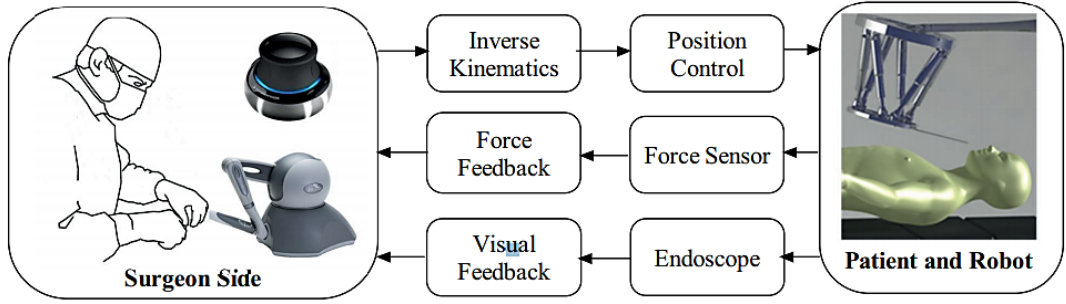 Inverse
Kinematics
Position
Control
Force
Feedback
Force Sensor
Visual
Feedback
Endoscope
Surgeon Side
Patient and Robot